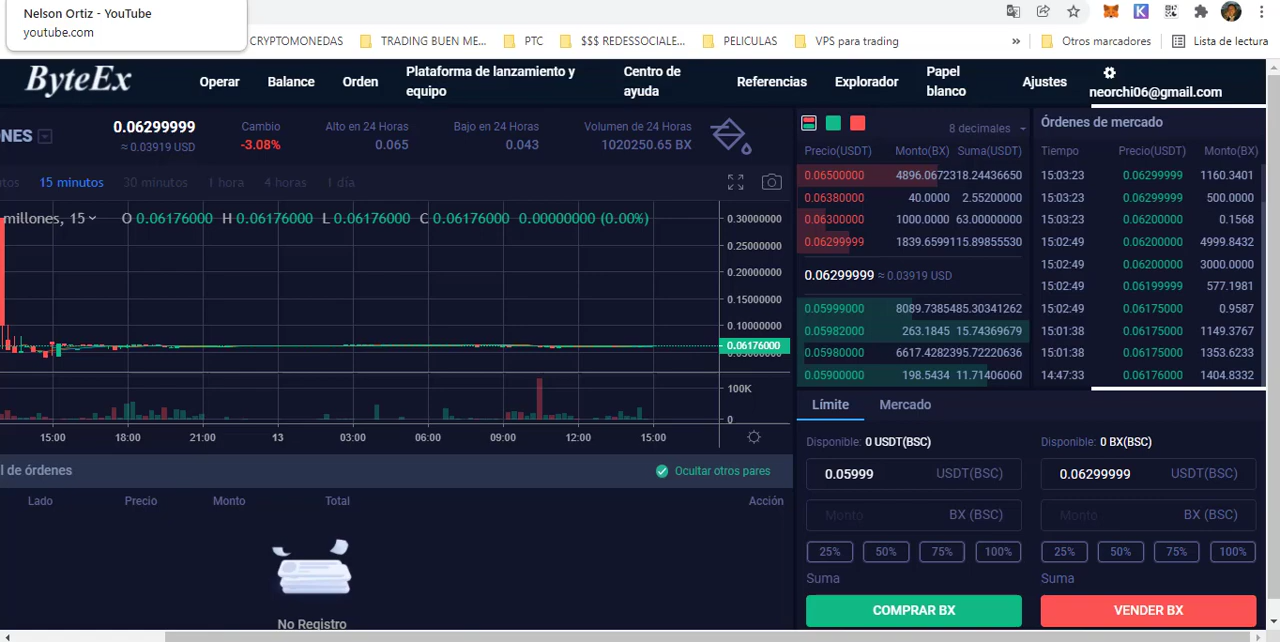 Nelson Ortiz - YouTube
youtube.com
CRYPTOMONEDAS
TRADING BUEN ME...
PTC
$$$ REDESSOCIALE...
PELICULAS
VPS para trading
»
Otros marcadores
Lista de lectura
ByteEx
Operar
Balance
Orden
Plataforma de lanzamiento y
equipo
Centro de
ayuda
Referencias
Explorador
Papel
blanco
Ajustes
neorchi06@gmail.com
NES
0.06299999
≈ 0.03919 USD
Cambio
-3.08%
Alto en 24 Horas
0.065
Bajo en 24 Horas
0.043
Volumen de 24 Horas
1020250.65 BX
utos
15 minutos
30 minutos
1 hora
4 horas
1 día
millones, 15
O 0.06176000 H 0.06176000 L 0.06176000 C 0.06176000 0.00000000 (0.00%)
0.30000000
0.25000000
0.20000000
0.15000000
0.10000000
0.06176000
100K
0
15:00 18:00 21:00 13 03:00 06:00 09:00 12:00 15:00
l de órdenes
Ocultar otros pares
Lado Precio Monto Total Acción
No Registro
8 decimales
Precio(USDT) Monto(BX) Suma(USDT)
0.06500000 4896.0672318.24436650
0.06380000 40.0000 2.55200000
0.06300000 1000.0000 63.00000000
0.06299999 1839.6599115.89855530
0.06299999 ≈ 0.03919 USD
0.05999000 8089.7385485.30341262
0.05982000 263.1845 15.74369679
0.05980000 6617.4282395.72220636
0.05900000 198.5434 11.71406060
Órdenes de mercado
Tiempo Precio(USDT) Monto(BX)
15:03:23 0.06299999 1160.3401
15:03:23 0.06299999 500.0000
15:03:23 0.06200000 0.1568
15:02:49 0.06200000 4999.8432
15:02:49 0.06200000 3000.0000
15:02:49 0.06199999 577.1981
15:02:49 0.06175000 0.9587
15:01:38 0.06175000 1149.3767
15:01:38 0.06175000 1353.6233
14:47:33 0.06176000 1404.8332
Límite
Mercado
Disponible: 0 USDT(BSC)
0.05999 USDT(BSC)
Monto BX (BSC)
25% 50% 75% 100%
Suma
COMPRAR BX
Disponible: 0 BX(BSC)
0.06299999 USDT(BSC)
Monto BX (BSC)
25% 50% 75% 100%
Suma
VENDER BX